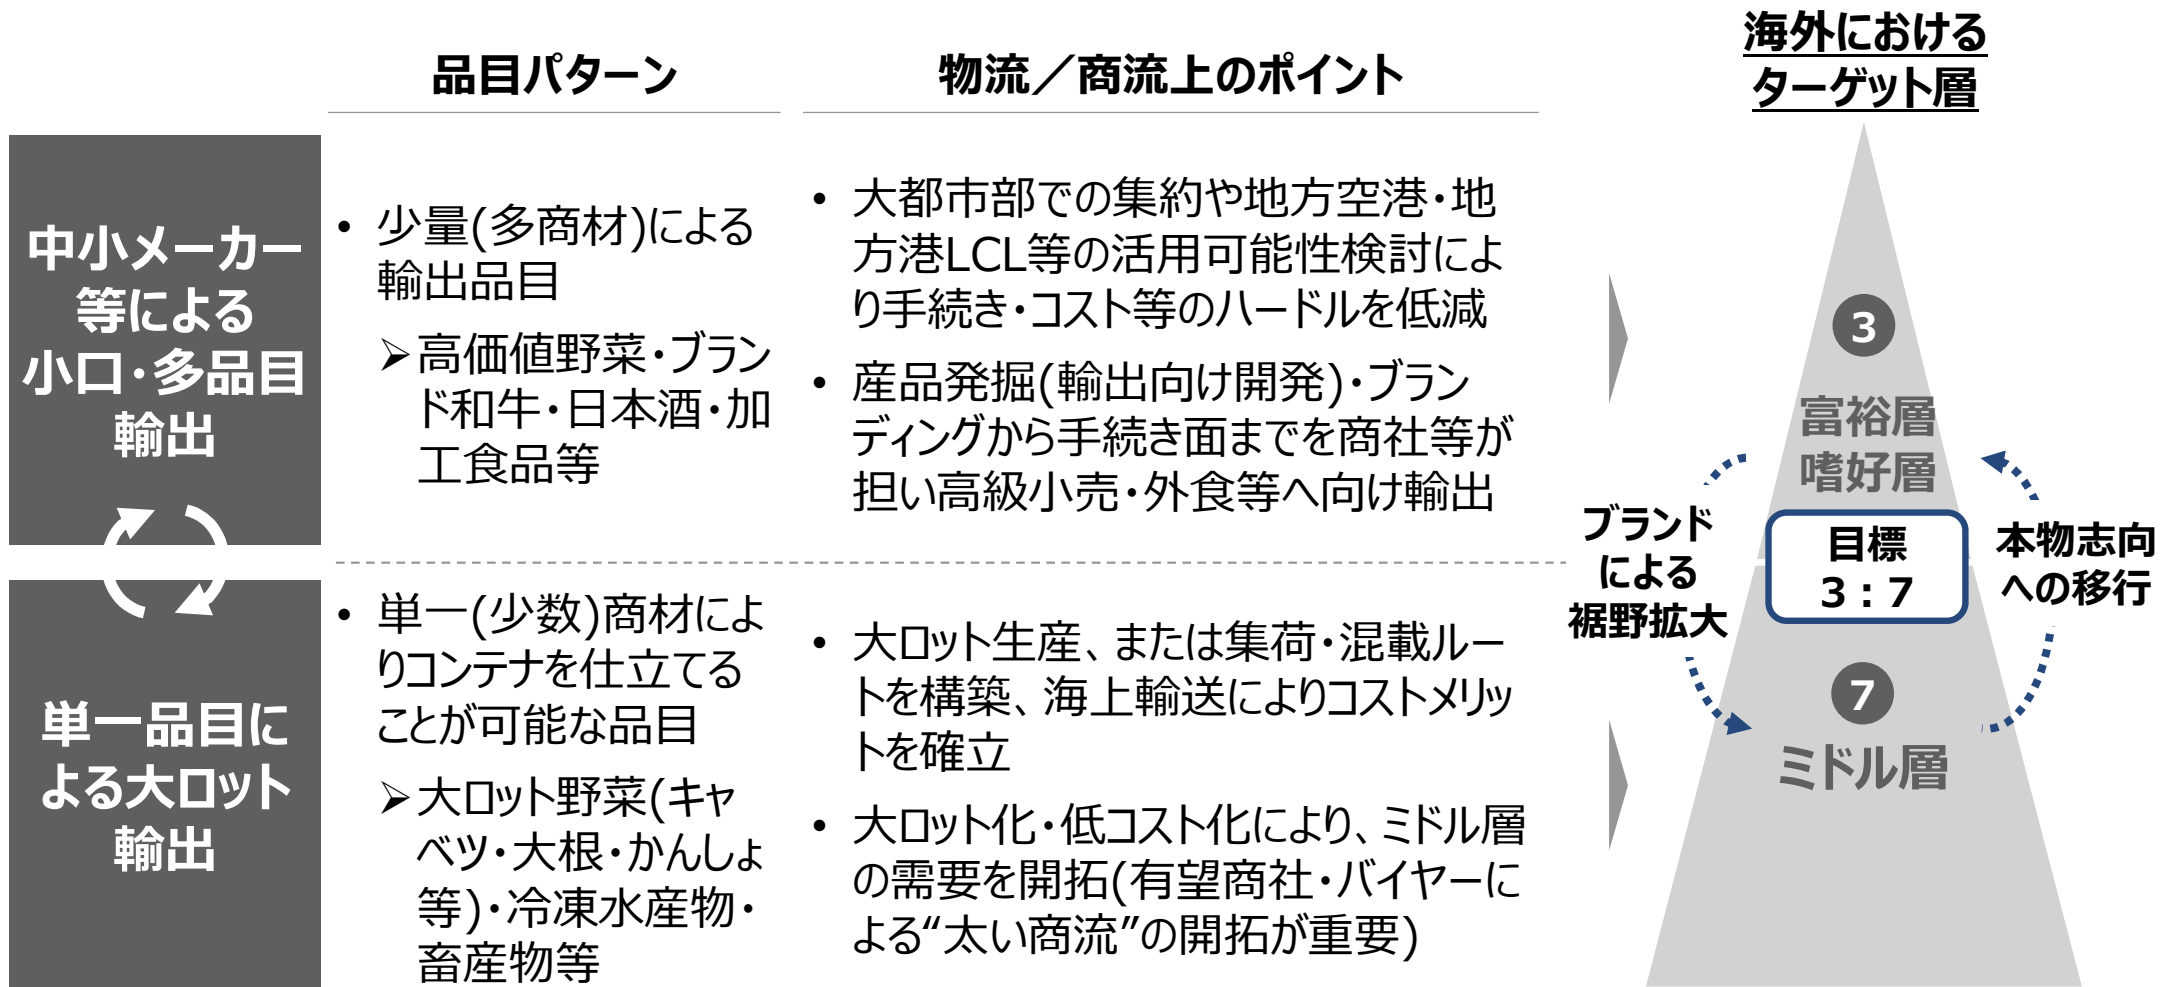 品目パターン
物流／商流上のポイント
海外における
ターゲット層
中小メーカー
等による
小口・多品目
輸出
• 少量(多商材)による
輸出品目
➢高価値野菜・ブラン
ド和牛・日本酒・加
工食品等
• 大都市部での集約や地方空港・地
方港LCL等の活用可能性検討によ
り手続き・コスト等のハードルを低減
• 産品発掘(輸出向け開発)・ブラン
ディングから手続き面までを商社等が
担い高級小売・外食等へ向け輸出
単一品目に
よる大ロット
輸出
• 単一(少数)商材によ
りコンテナを仕立てる
ことが可能な品目
➢大ロット野菜(キャ
ベツ・大根・かんしょ
等)・冷凍水産物・
畜産物等
• 大ロット生産、または集荷・混載ルー
トを構築、海上輸送によりコストメリッ
トを確立
• 大ロット化・低コスト化により、ミドル層
の需要を開拓(有望商社・バイヤーに
よる“太い商流”の開拓が重要)
3
富裕層
嗜好層
ブランド
による
裾野拡大
目標
3：7
本物志向
への移行
7
ミドル層